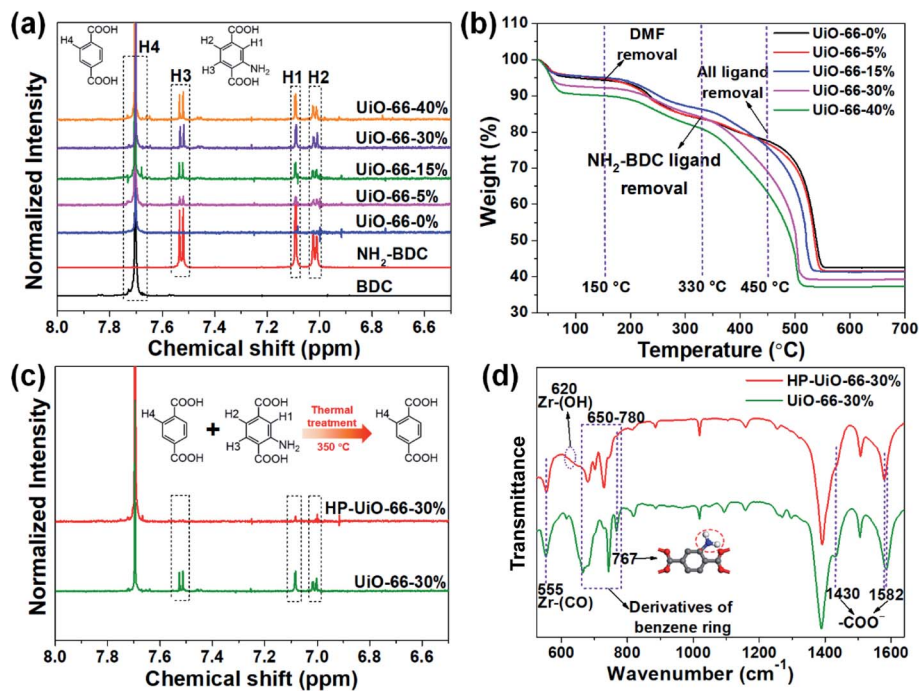 (a)
COOH
H4
COOH
H4
COOH
H2
H1
H3
NH₂
COOH
H3
H1
H2
UiO-66-40%
UiO-66-30%
UiO-66-15%
UiO-66-5%
UiO-66-0%
NH₂-BDC
BDC
Normalized Intensity
8.0 7.8 7.6 7.4 7.2 7.0 6.8 6.6
Chemical shift (ppm)
(b)
DMF
removal
All ligand
removal
NH₂-BDC ligand
removal
UiO-66-0%
UiO-66-5%
UiO-66-15%
UiO-66-30%
UiO-66-40%
150 °C
330 °C
450 °C
110
100
90
80
70
60
50
40
30
Weight (%)
100 200 300 400 500 600 700
Temperature (°C)
(c)
COOH
H4
COOH
+
COOH
H2
H1
H3
NH₂
COOH
Thermal
treatment
350 °C
COOH
H4
COOH
HP-UiO-66-30%
UiO-66-30%
Normalized Intensity
8.0 7.8 7.6 7.4 7.2 7.0 6.8 6.6
Chemical shift (ppm)
(d)
HP-UiO-66-30%
UiO-66-30%
620
Zr-(OH)
650-780
767
555
Zr-(CO)
Derivatives of
benzene ring
1430
1582
-COO⁻
Transmittance
600 800 1000 1200 1400 1600
Wavenumber (cm⁻¹)